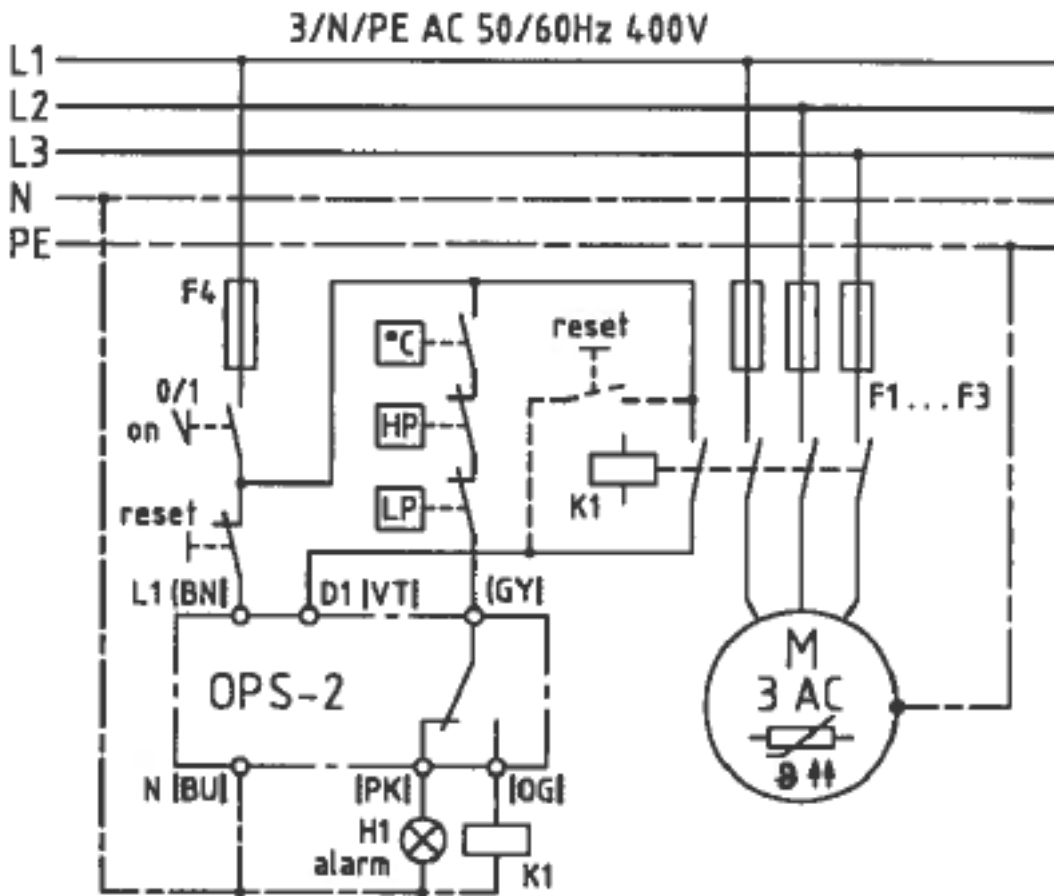 3/N/PE AC 50/60Hz 400V
L1
L2
L3
N
PE
F4
°C
reset
0/1
on
HP
F1...F3
LP
K1
reset
L1 (BN|
D1 |VT|
(GY|
OPS-2
M
3 AC
ϑ
N |BU|
|PK|
|OG|
H1
alarm
K1